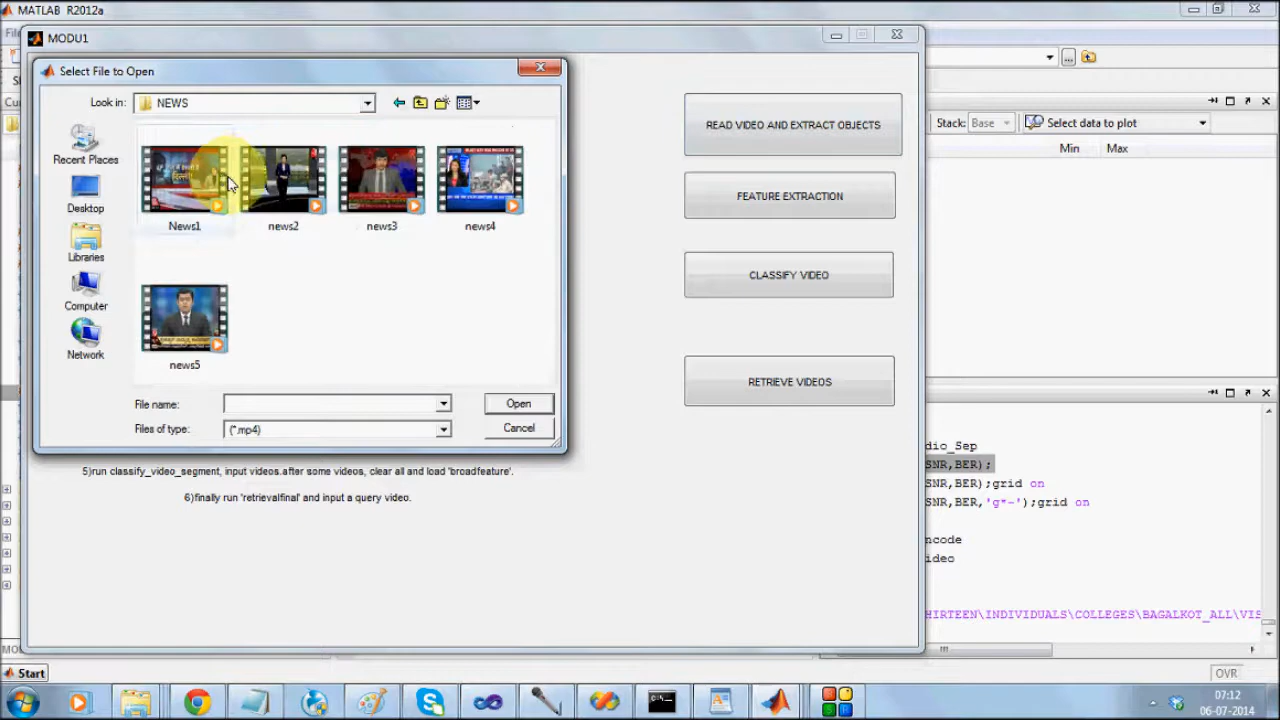 MATLAB R2012a
MODU1
Select File to Open
Look in:
NEWS
Recent Places
Desktop
Libraries
Computer
Network
News1
news2
news3
news4
news5
File name:
Open
Files of type:
(*.mp4)
Cancel
READ VIDEO AND EXTRACT OBJECTS
FEATURE EXTRACTION
CLASSIFY VIDEO
RETRIEVE VIDEOS
5)run classify_video_segment, input videos.after some videos, clear all and load 'broadfeature'.
6)finally run 'retrievalfinal' and input a query video.
Stack:
Base
Select data to plot
Min
Max
dio_Sep
SNR,BER);
SNR,BER);grid on
SNR,BER,'g*-');grid on
ncode
ideo
HIRTEEN\INDIVIDUALS\COLLEGES\BAGALKOT_ALL\VIS
Start
OVR
07:12
06-07-2014